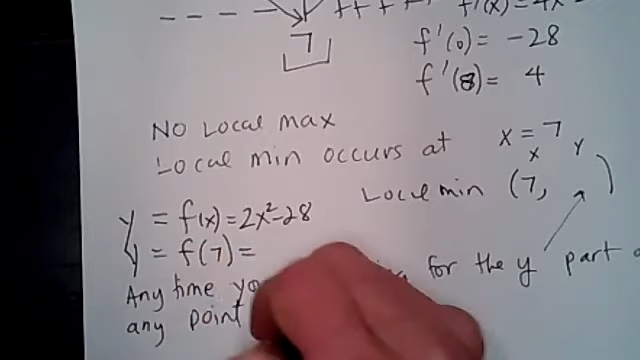 - - - - - + + + + + f'(x) = 4x -
7
f'(0) = -28
f'(8) = 4
No Local max
Local min occurs at x = 7
x y
Local min (7, )
y = f(x) = 2x²-28
y = f(7) =
Any time for the y part
any point